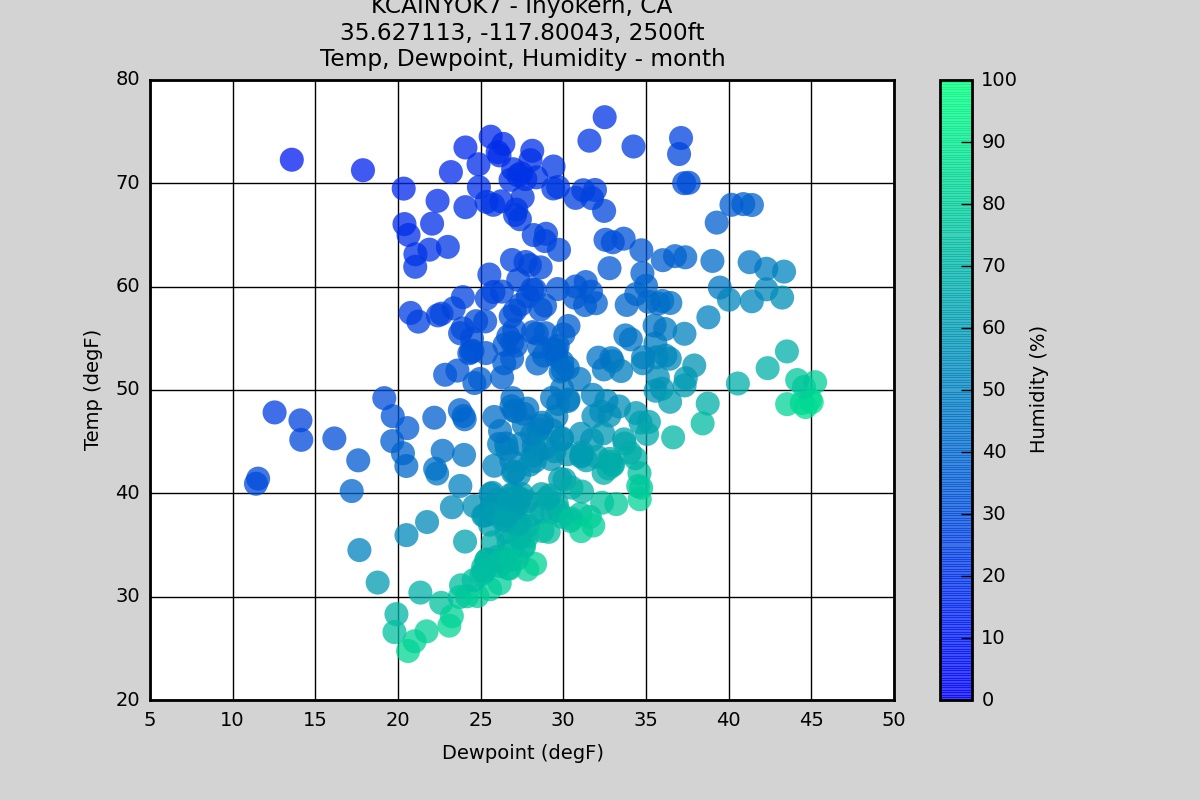 KCAINYOK7 - Inyokern, CA
35.627113, -117.80043, 2500ft
Temp, Dewpoint, Humidity - month
80
70
60
50
40
30
20
Temp (degF)
5 10 15 20 25 30 35 40 45 50
Dewpoint (degF)
100
90
80
70
60
50
40
30
20
10
0
Humidity (%)